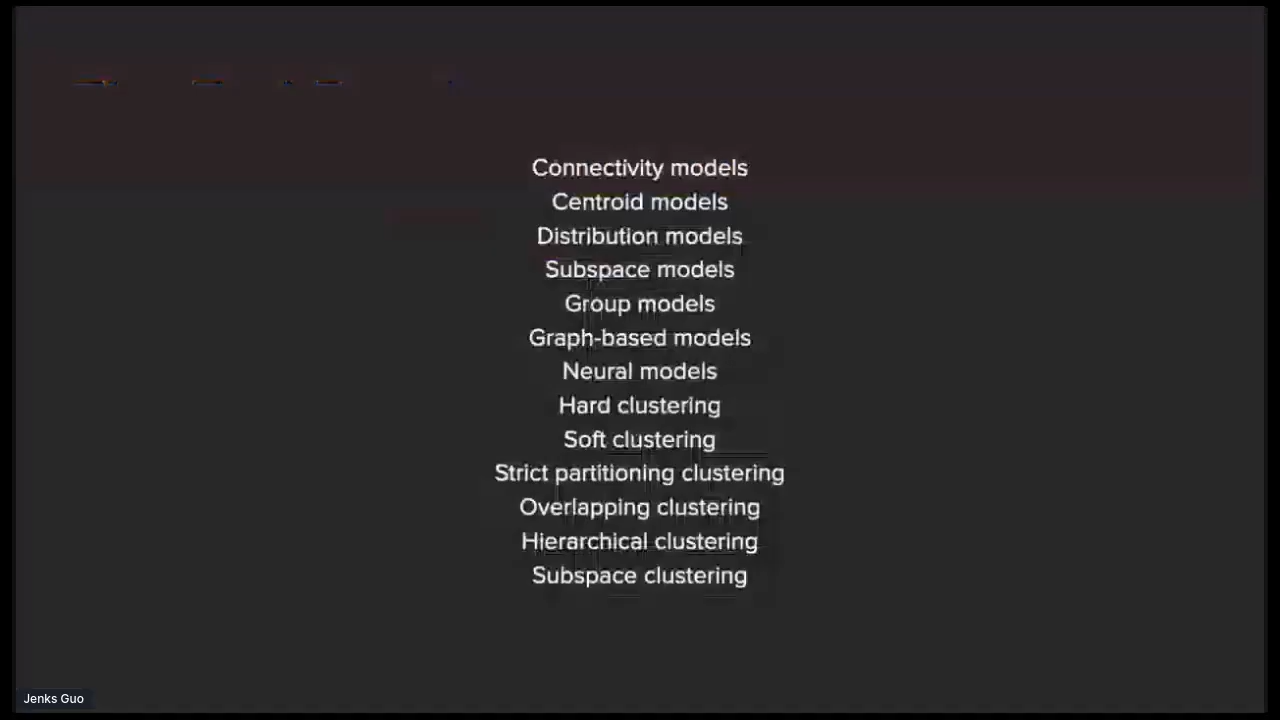 Connectivity models
Centroid models
Distribution models
Subspace models
Group models
Graph-based models
Neural models
Hard clustering
Soft clustering
Strict partitioning clustering
Overlapping clustering
Hierarchical clustering
Subspace clustering
Jenks Guo